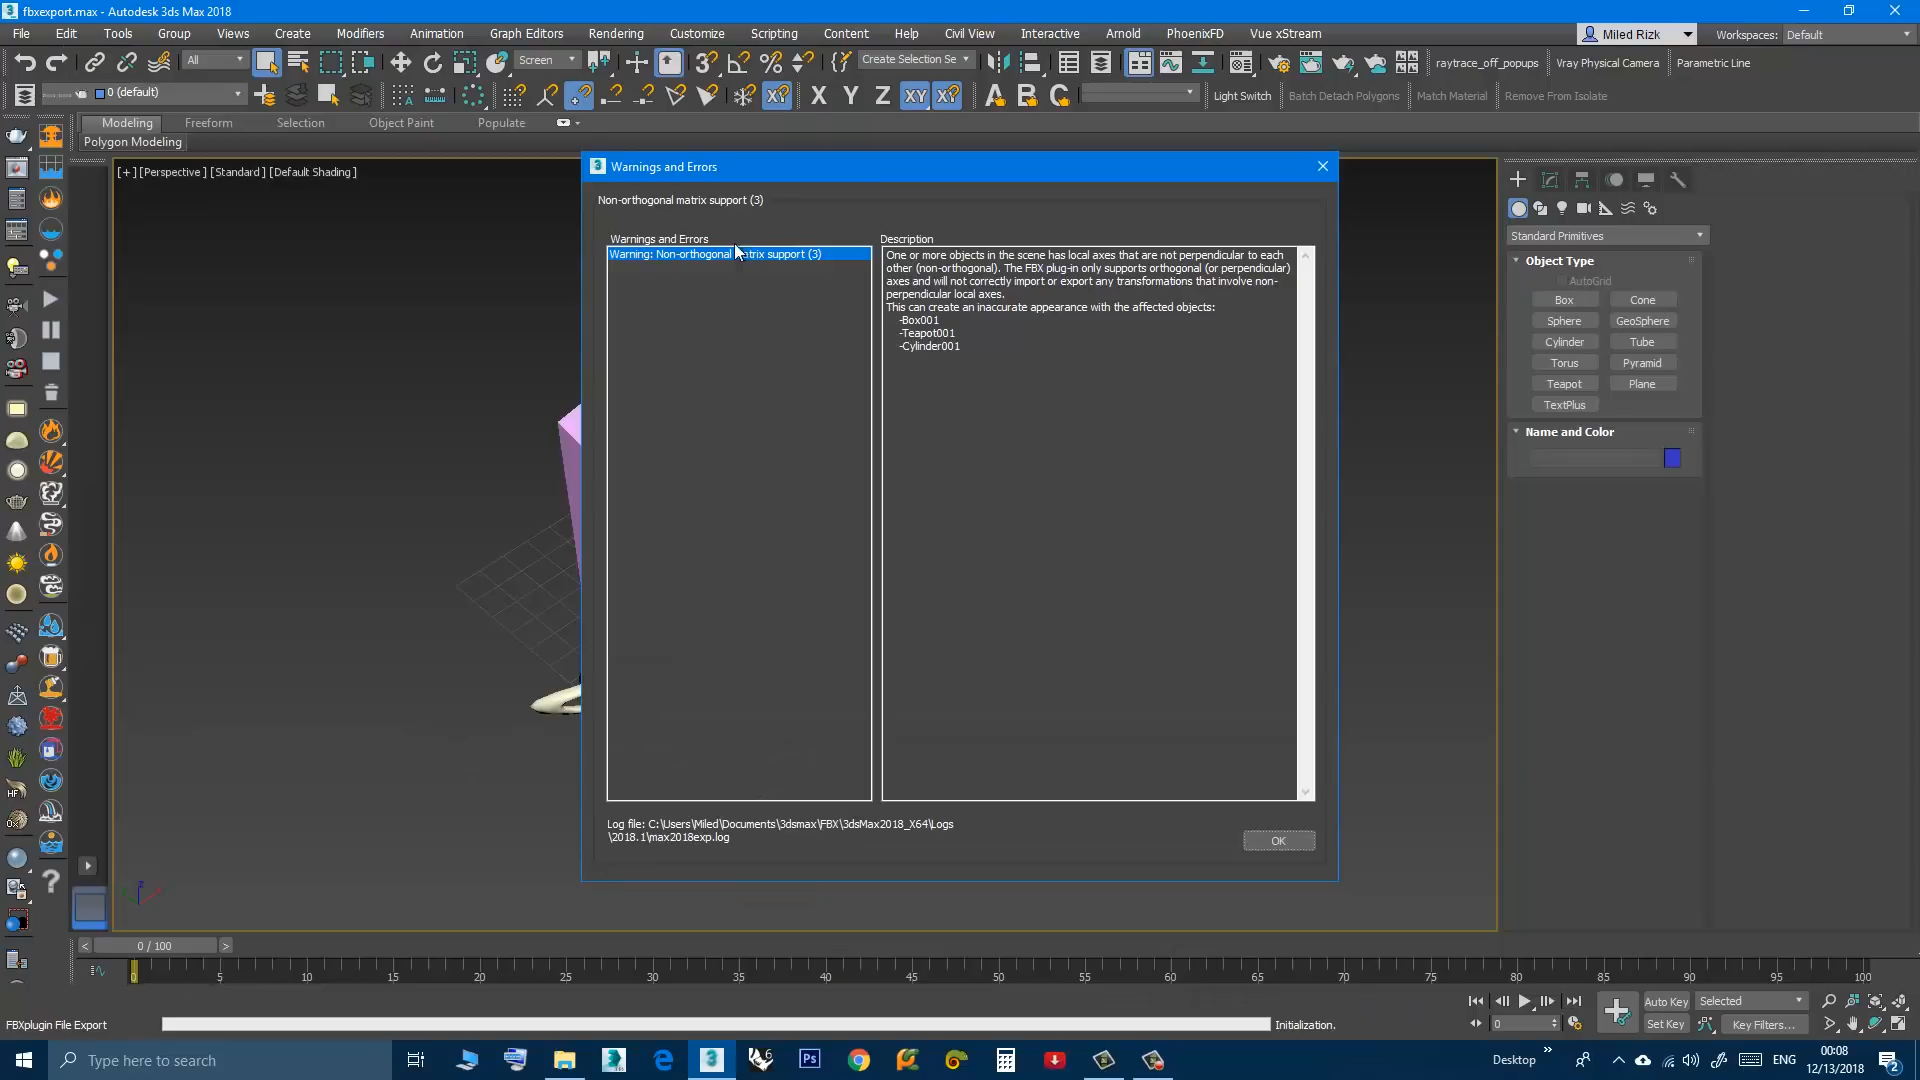 fbxexport.max - Autodesk 3ds Max 2018
File Edit Tools Group Views Create Modifiers Animation Graph Editors Rendering Customize Scripting Content Help Civil View Interactive Arnold PhoenixFD Vue xStream Miled Rizk Workspaces: Default
All Screen Create Selection Se raytrace_off_popups Vray Physical Camera Parametric Line
0 (default) X Y Z XY XY A B C Light Switch Batch Detach Polygons Match Material Remove From Isolate
Modeling Freeform Selection Object Paint Populate
Polygon Modeling
[+] [Perspective] [Standard] [Default Shading]
Warnings and Errors
Non-orthogonal matrix support (3)
Warnings and Errors
Warning: Non-orthogonal matrix support (3)
Description
One or more objects in the scene has local axes that are not perpendicular to each
other (non-orthogonal). The FBX plug-in only supports orthogonal (or perpendicular)
axes and will not correctly import or export any transformations that involve non-
perpendicular local axes.
This can create an inaccurate appearance with the affected objects:
-Box001
-Teapot001
-Cylinder001
Log file: C:\Users\Miled\Documents\3dsmax\FBX\3dsMax2018_X64\Logs
\2018.1\max2018exp.log
OK
Standard Primitives
Object Type
AutoGrid
Box Cone
Sphere GeoSphere
Cylinder Tube
Torus Pyramid
Teapot Plane
TextPlus
Name and Color
HF
< 0 / 100 >
0 5 10 15 20 25 30 35 40 45 50 55 60 65 70 75 80 85 90 95 100
Auto Key Selected
FBXplugin File Export Initialization. 0 Set Key Key Filters...
Type here to search Ps Desktop ENG 00:08
12/13/2018 2